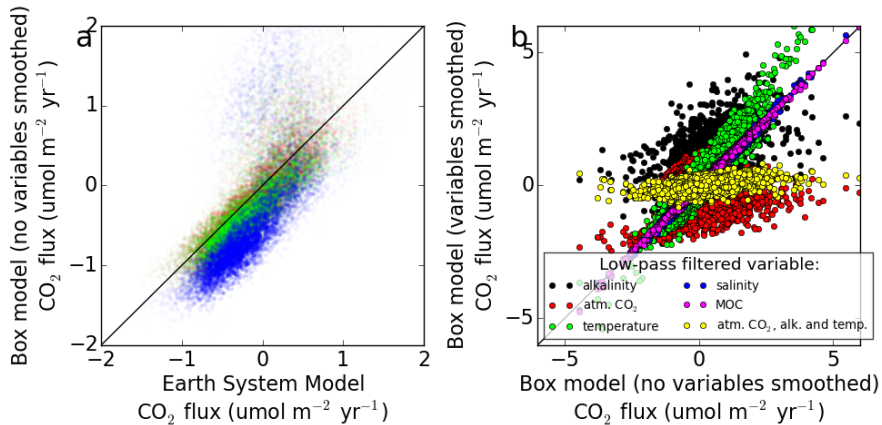 a
2
1
0
−1
−2
−2
−1
0
1
2
Box model (no variables smoothed)
CO₂ flux (umol m⁻² yr⁻¹)
Earth System Model
CO₂ flux (umol m⁻² yr⁻¹)
b
5
0
−5
−5
0
5
Box model (variables smoothed)
CO₂ flux (umol m⁻² yr⁻¹)
Low-pass filtered variable:
alkalinity
atm. CO₂
temperature
salinity
MOC
atm. CO₂, alk. and temp.
Box model (no variables smoothed)
CO₂ flux (umol m⁻² yr⁻¹)